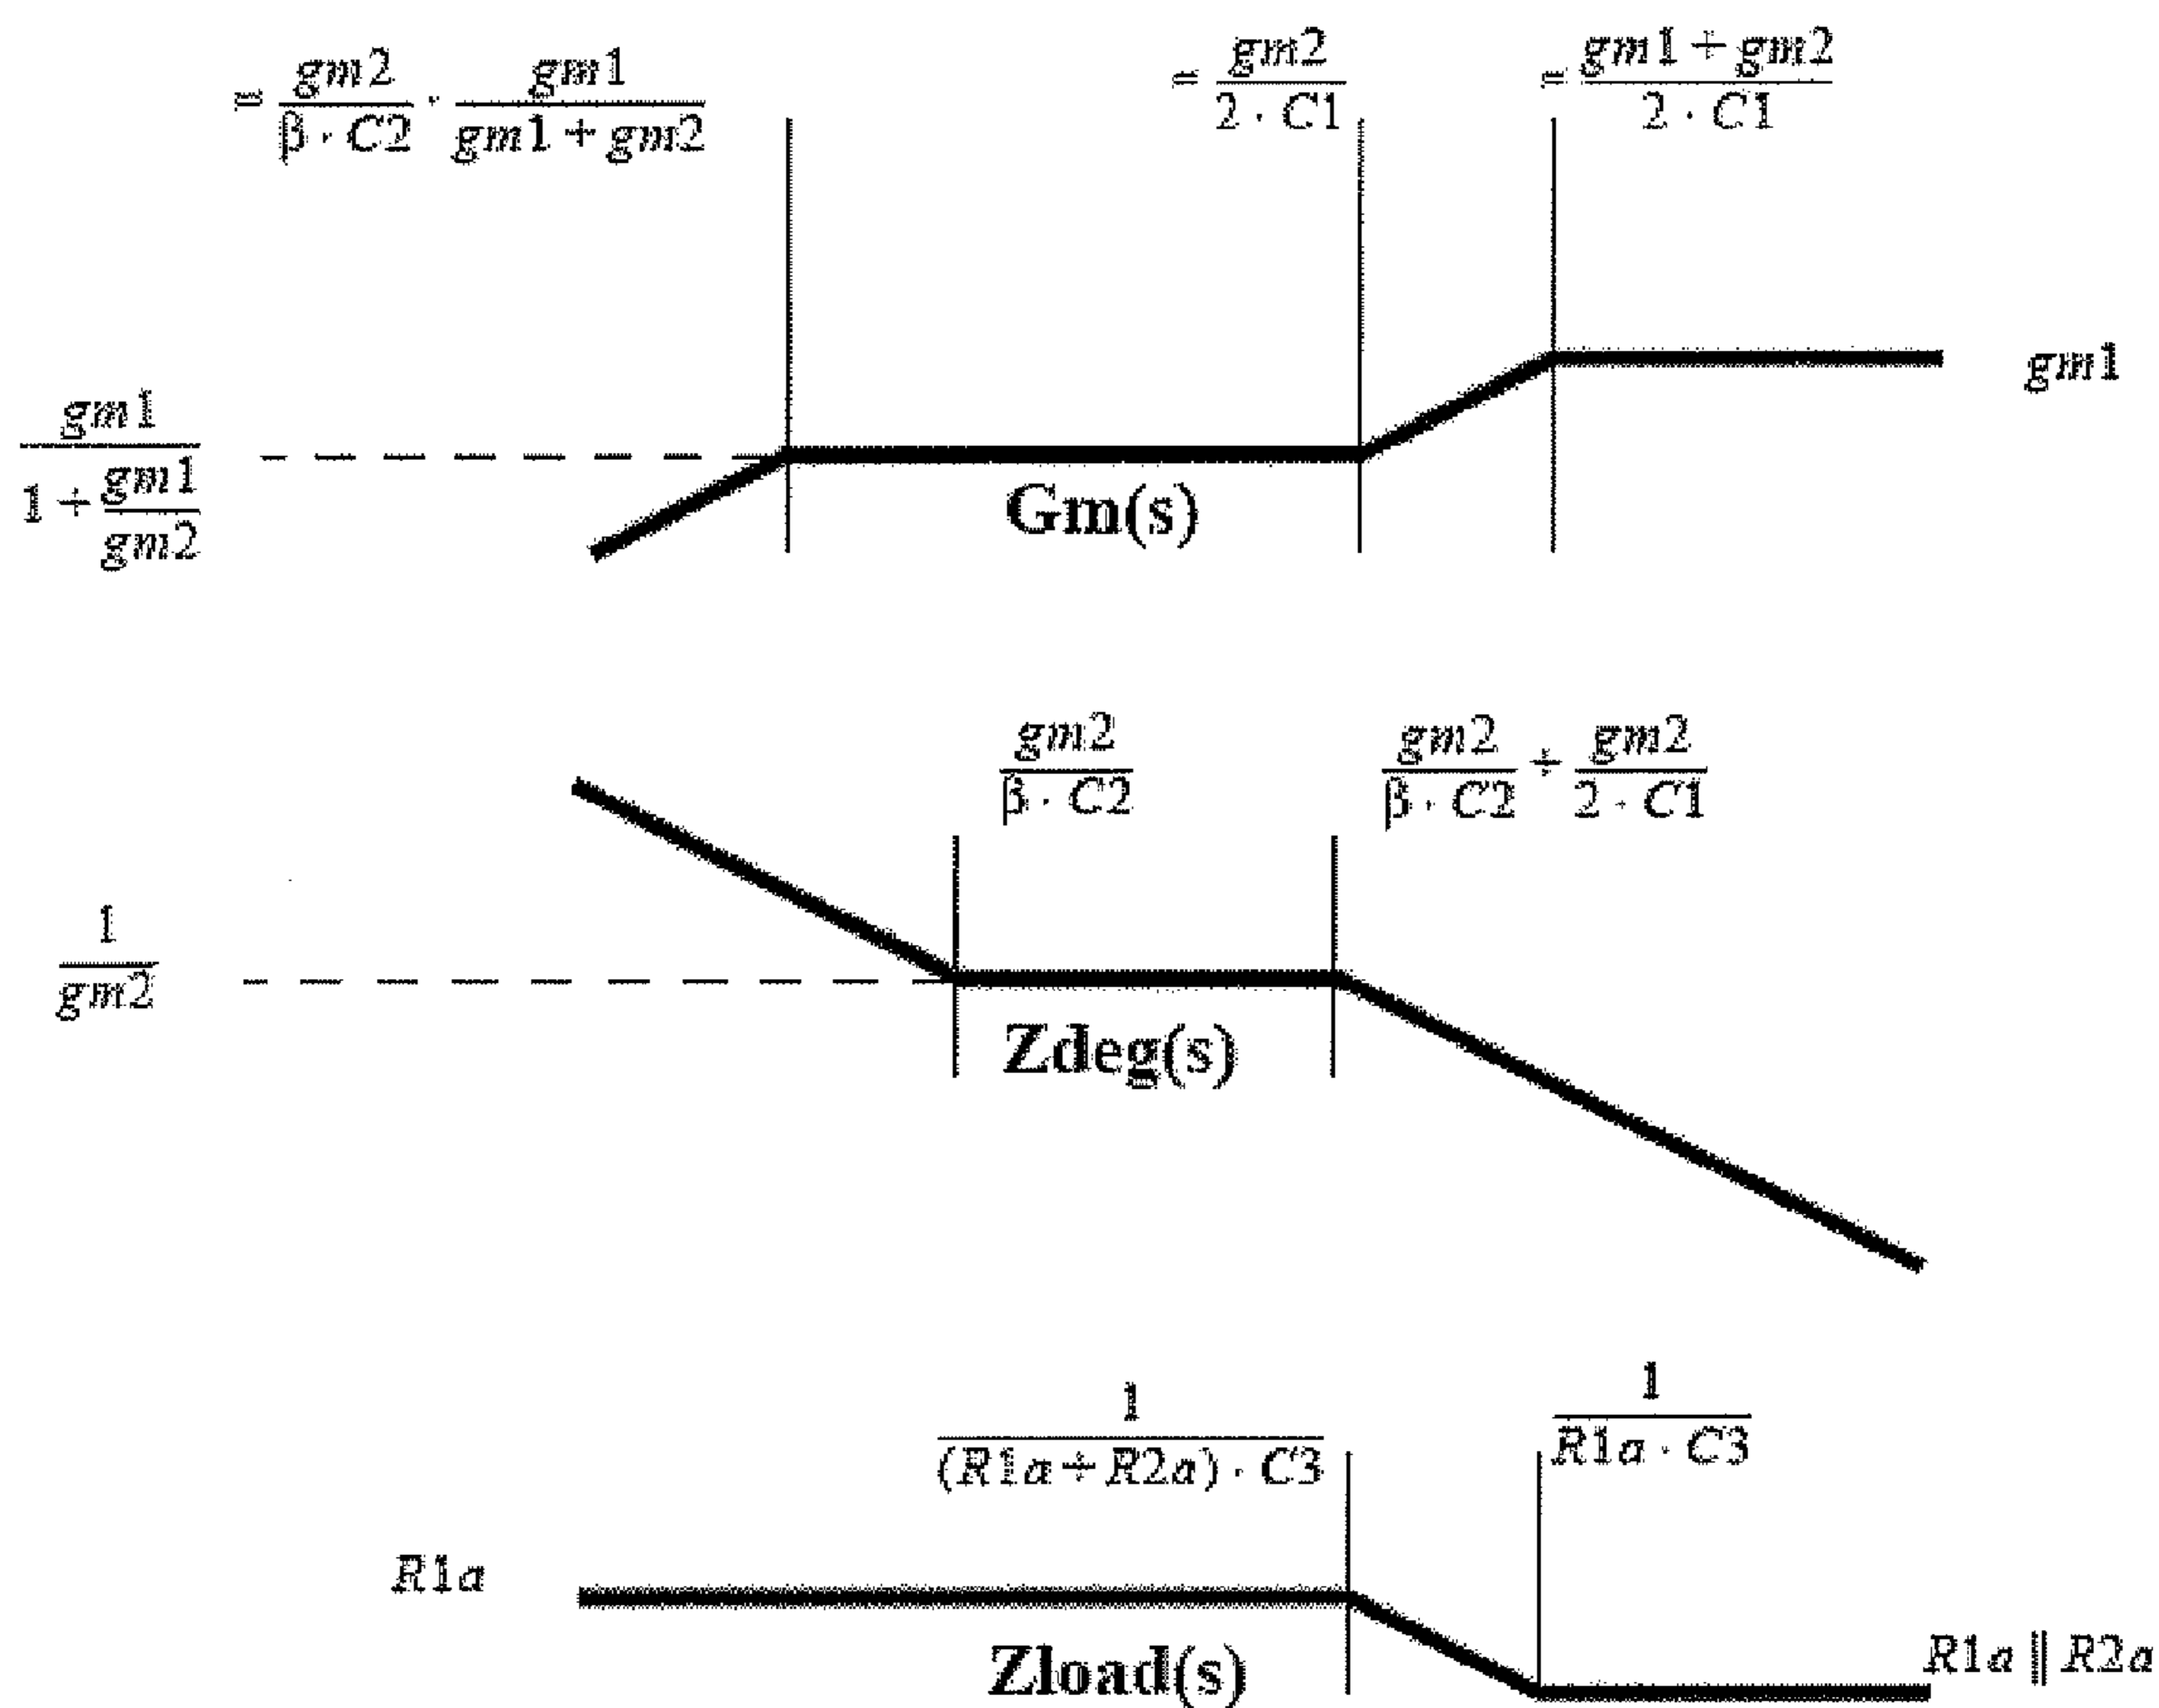 = gm2 / β · C2 · gm1 / gm1 + gm2
= gm2 / 2 · C1
= gm1 + gm2 / 2 · C1
gm1
gm1 / 1 + gm1 / gm2
Gm(s)
gm2 / β · C2
gm2 / β · C2 + gm2 / 2 · C1
1 / gm2
Zdeg(s)
1 / (R1a + R2a) · C3
1 / R1a · C3
R1a
R1a || R2a
Zload(s)